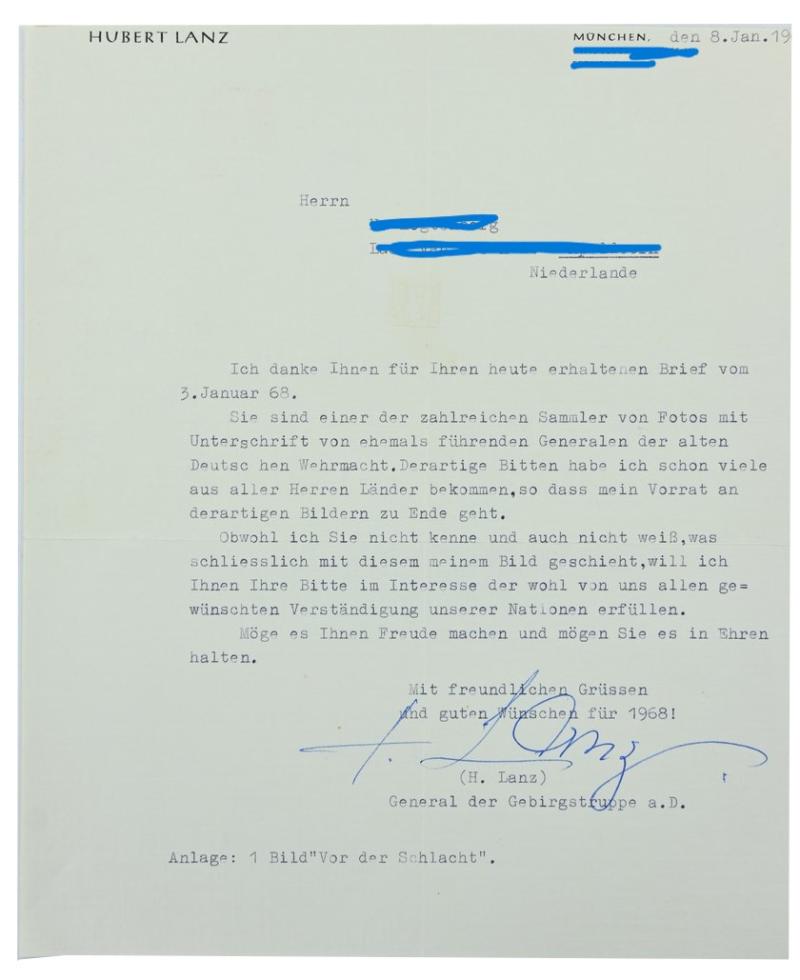 HUBERT LANZ
MÜNCHEN, den 8.Jan.19
Herrn
Niederlande
Ich danke Ihnen für Ihren heute erhaltenen Brief vom
3.Januar 68.
Sie sind einer der zahlreichen Sammler von Fotos mit
Unterschrift von ehemals führenden Generalen der alten
Deutsc hen Wehrmacht.Derartige Bitten habe ich schon viele
aus aller Herren Länder bekommen,so dass mein Vorrat an
derartigen Bildern zu Ende geht.
Obwohl ich Sie nicht kenne und auch nicht weiß,was
schliesslich mit diesem meinem Bild geschieht,will ich
Ihnen Ihre Bitte im Interesse der wohl von uns allen ge=
wünschten Verständigung unserer Nationen erfüllen.
Möge es Ihnen Freude machen und mögen Sie es in Ehren
halten.
Mit freundlichen Grüssen
und guten Wünschen für 1968!
H. Lanz
(H. Lanz)
General der Gebirgstruppe a.D.
Anlage: 1 Bild"Vor der Schlacht".